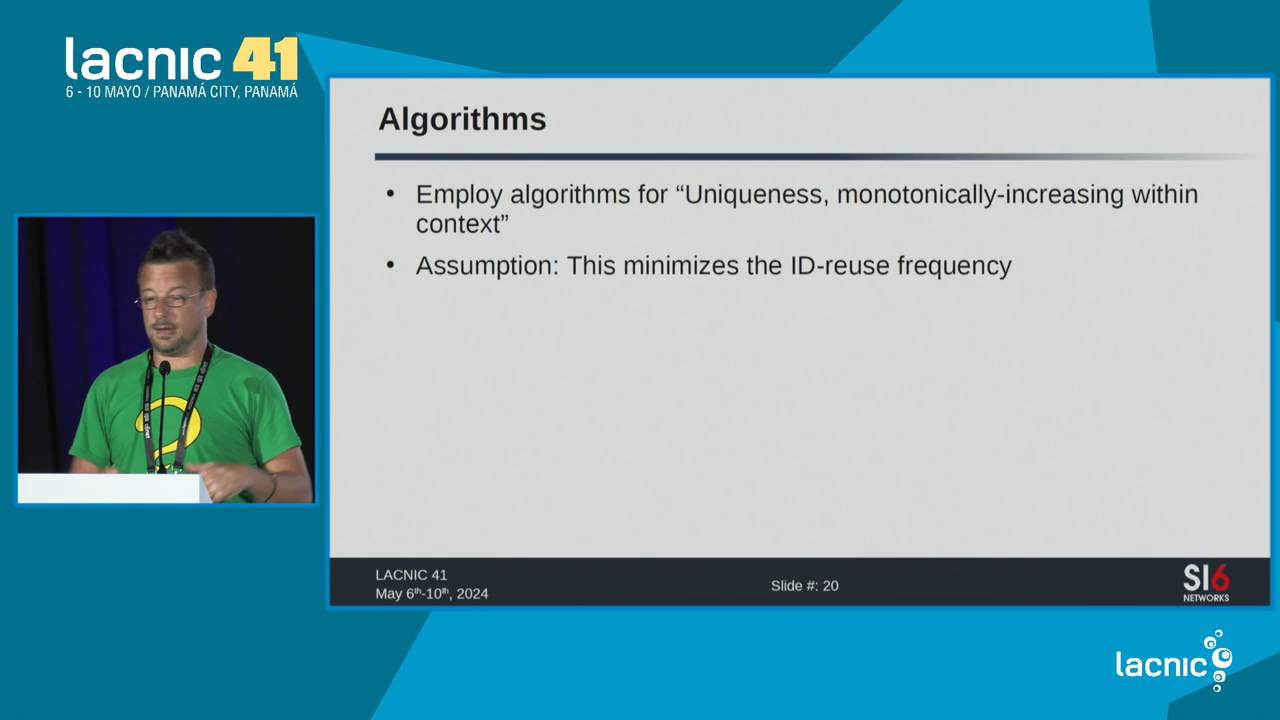 lacnic 41
6 - 10 MAYO / PANAMÁ CITY, PANAMÁ
Algorithms
• Employ algorithms for “Uniqueness, monotonically-increasing within
context”
• Assumption: This minimizes the ID-reuse frequency
LACNIC 41
May 6th-10th, 2024
Slide #: 20
SI6
NETWORKS
lacnic